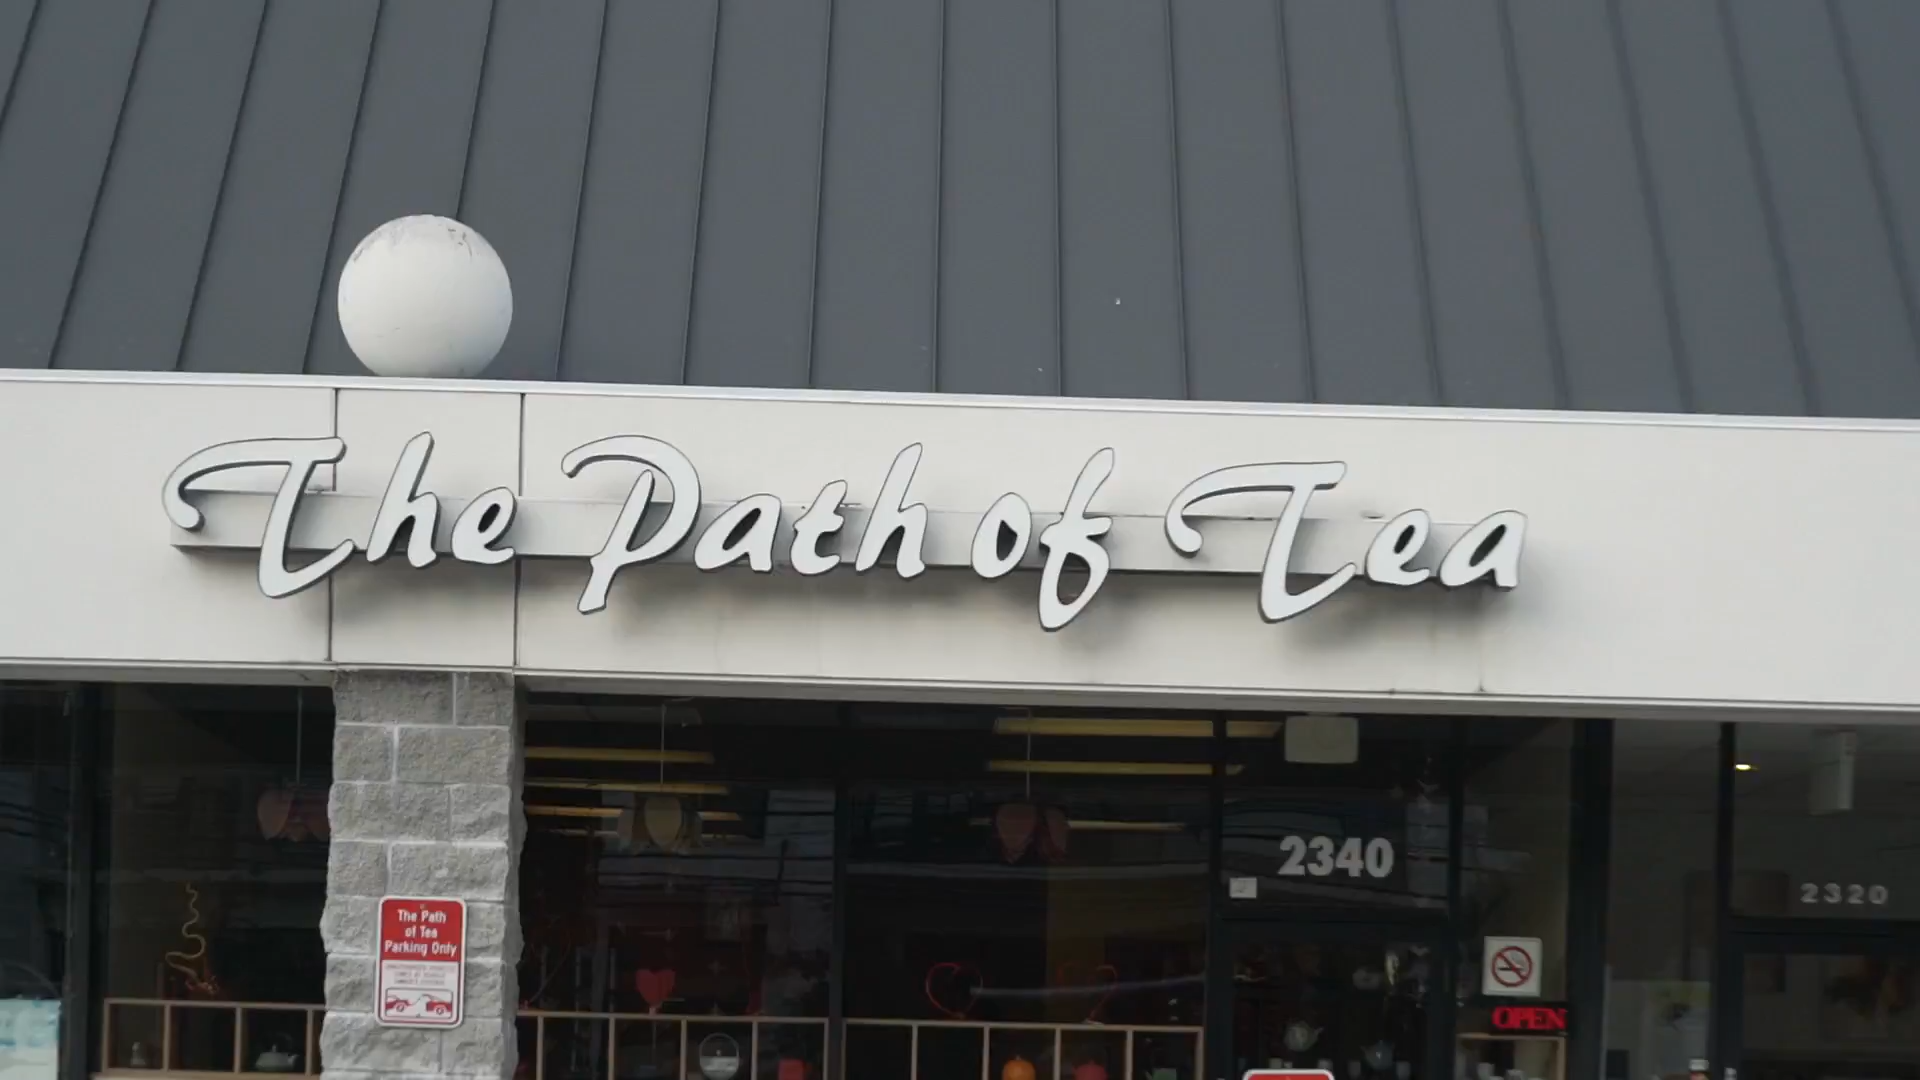 The Path of Tea
2340
2320
The Path
of Tea
Parking Only
OPEN